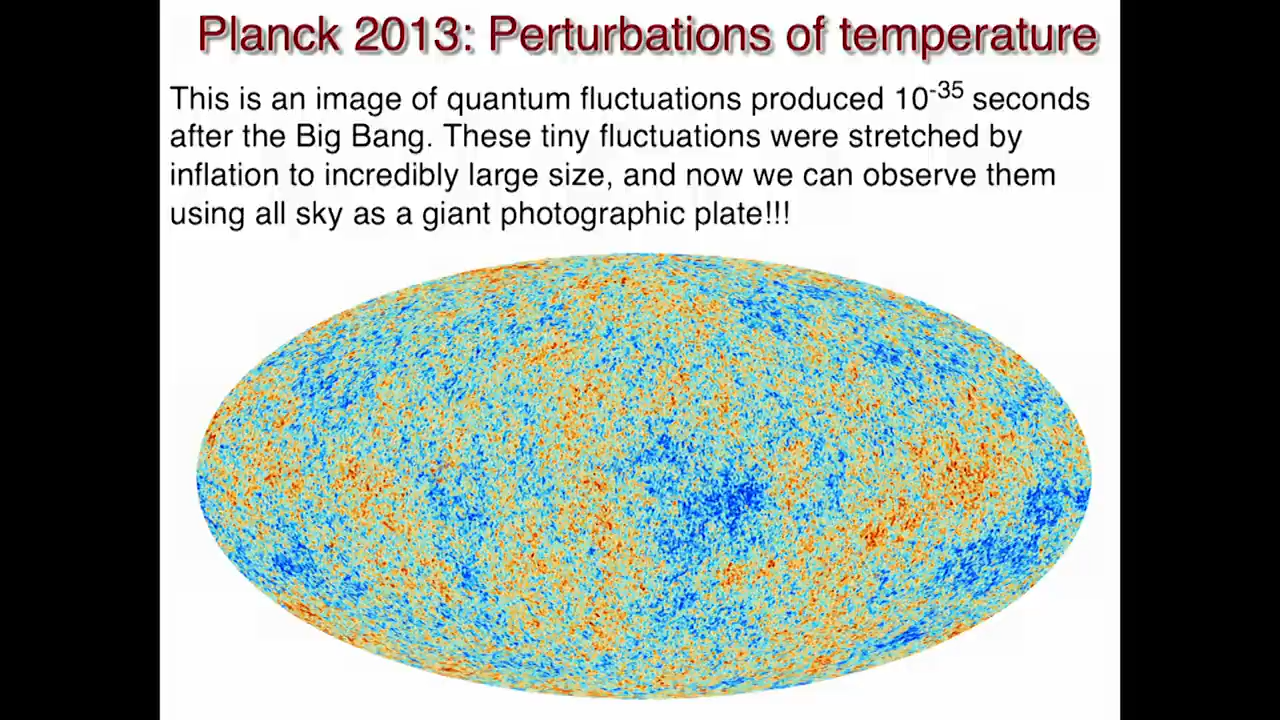 Planck 2013: Perturbations of temperature
This is an image of quantum fluctuations produced 10⁻³⁵ seconds
after the Big Bang. These tiny fluctuations were stretched by
inflation to incredibly large size, and now we can observe them
using all sky as a giant photographic plate!!!